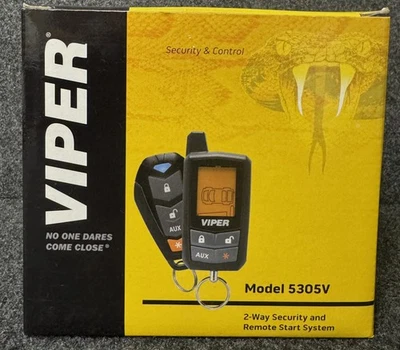 Security & Control
VIPER®
NO ONE DARES
COME CLOSE®
AUX
VIPER
AUX
Model 5305V
2-Way Security and
Remote Start System